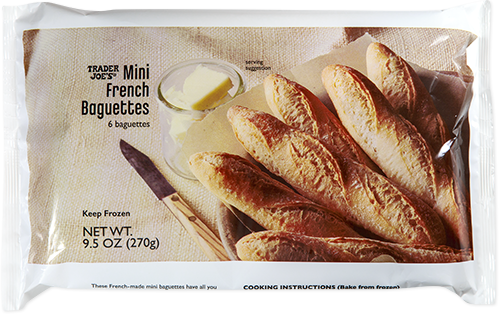 TRADER
JOE'S®
Mini
French
Baguettes
6 baguettes
serving
suggestion
Keep Frozen
NET WT.
9.5 OZ (270g)
These French-made mini baguettes have all you
COOKING INSTRUCTIONS (Bake from frozen)